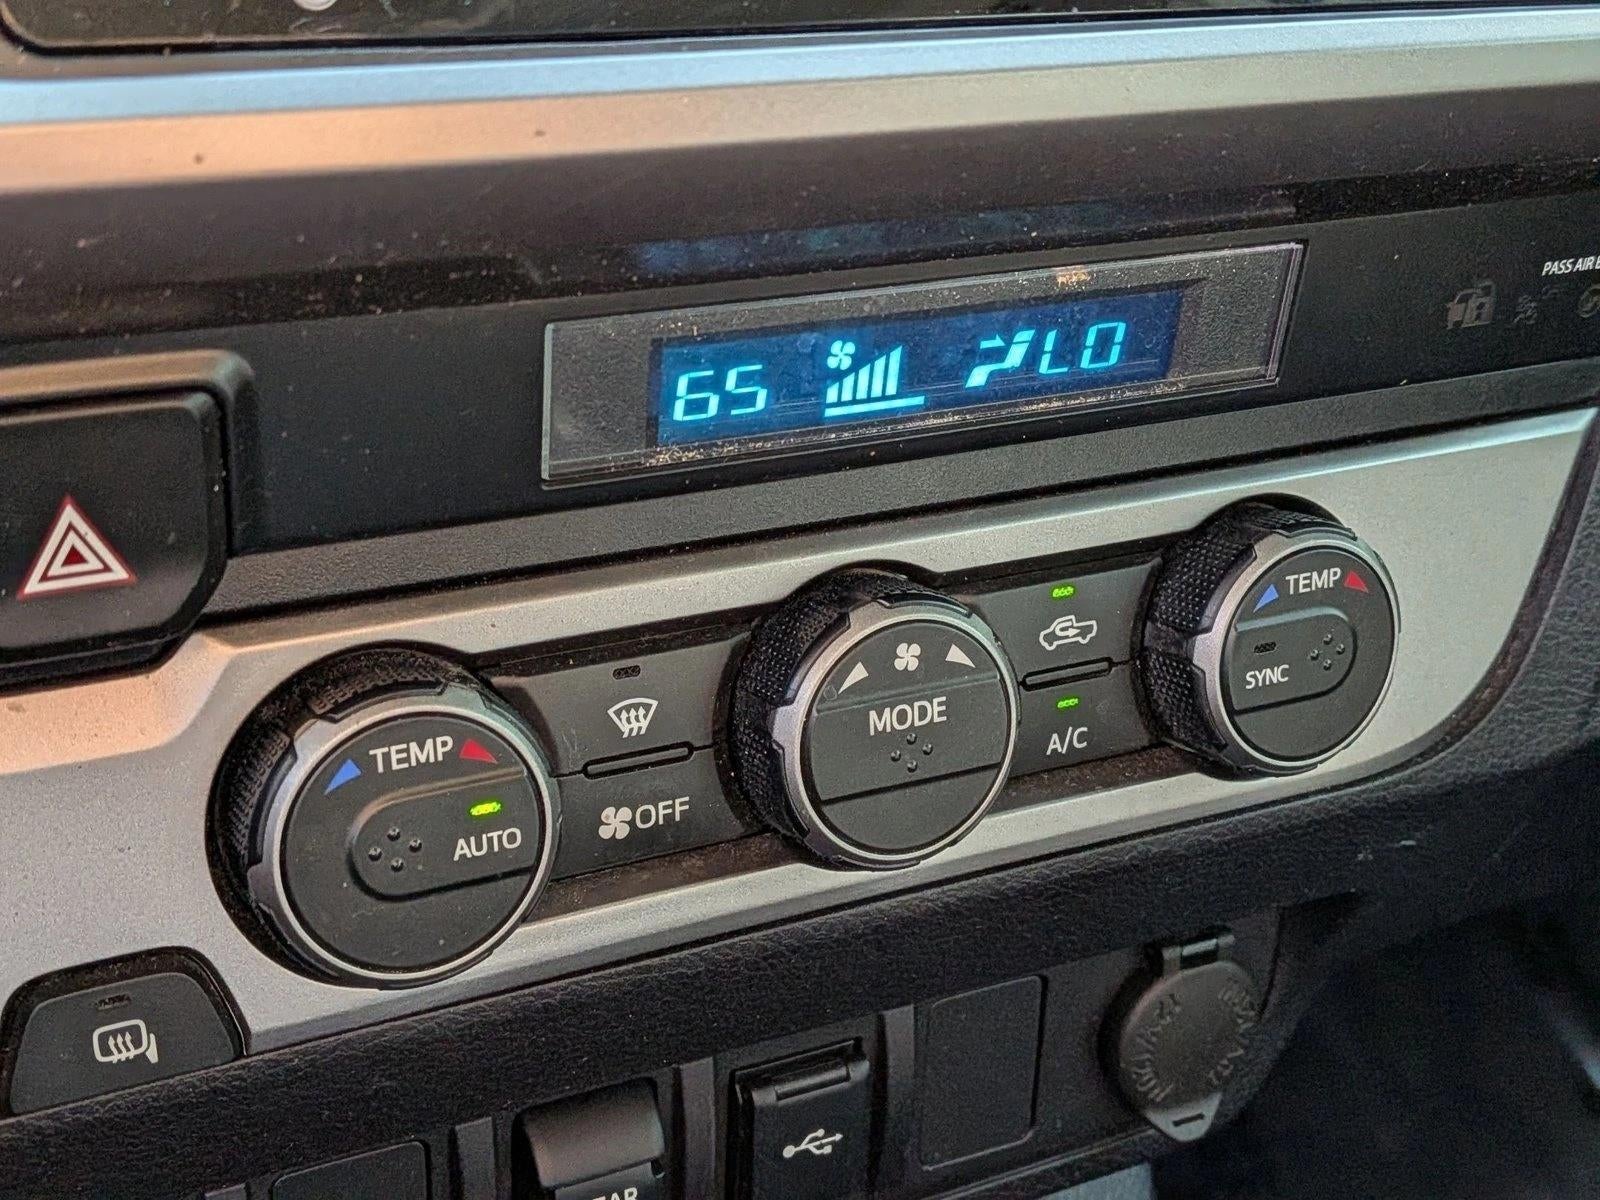 PASS AIR
65 LO
TEMP
AUTO
OFF
MODE
A/C
TEMP
SYNC